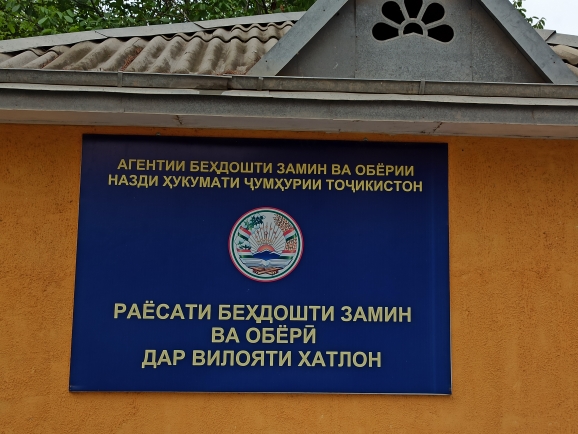 АГЕНТИИ БЕҲДОШТИ ЗАМИН ВА ОБЁРИИ
НАЗДИ ҲУКУМАТИ ҶУМҲУРИИ ТОҶИКИСТОН
РАЁСАТИ БЕҲДОШТИ ЗАМИН
ВА ОБЁРӢ
ДАР ВИЛОЯТИ ХАТЛОН